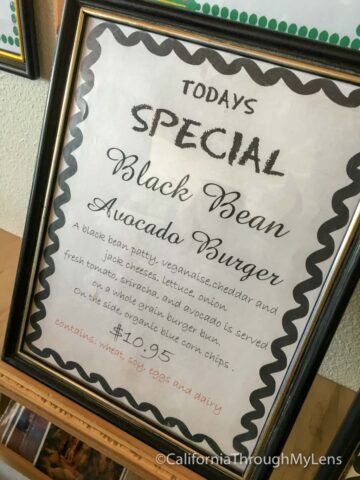 TODAYS
SPECIAL
Black Bean
Avocado Burger
A black bean patty, veganaise,cheddar and
jack cheeses, lettuce, onion
fresh tomato, sriracha, and avocado is served
on a whole grain burger bun.
On the side, organic blue corn chips .
$10.95
contains: wheat, soy, eggs and dairy
©CaliforniaThroughMyLens